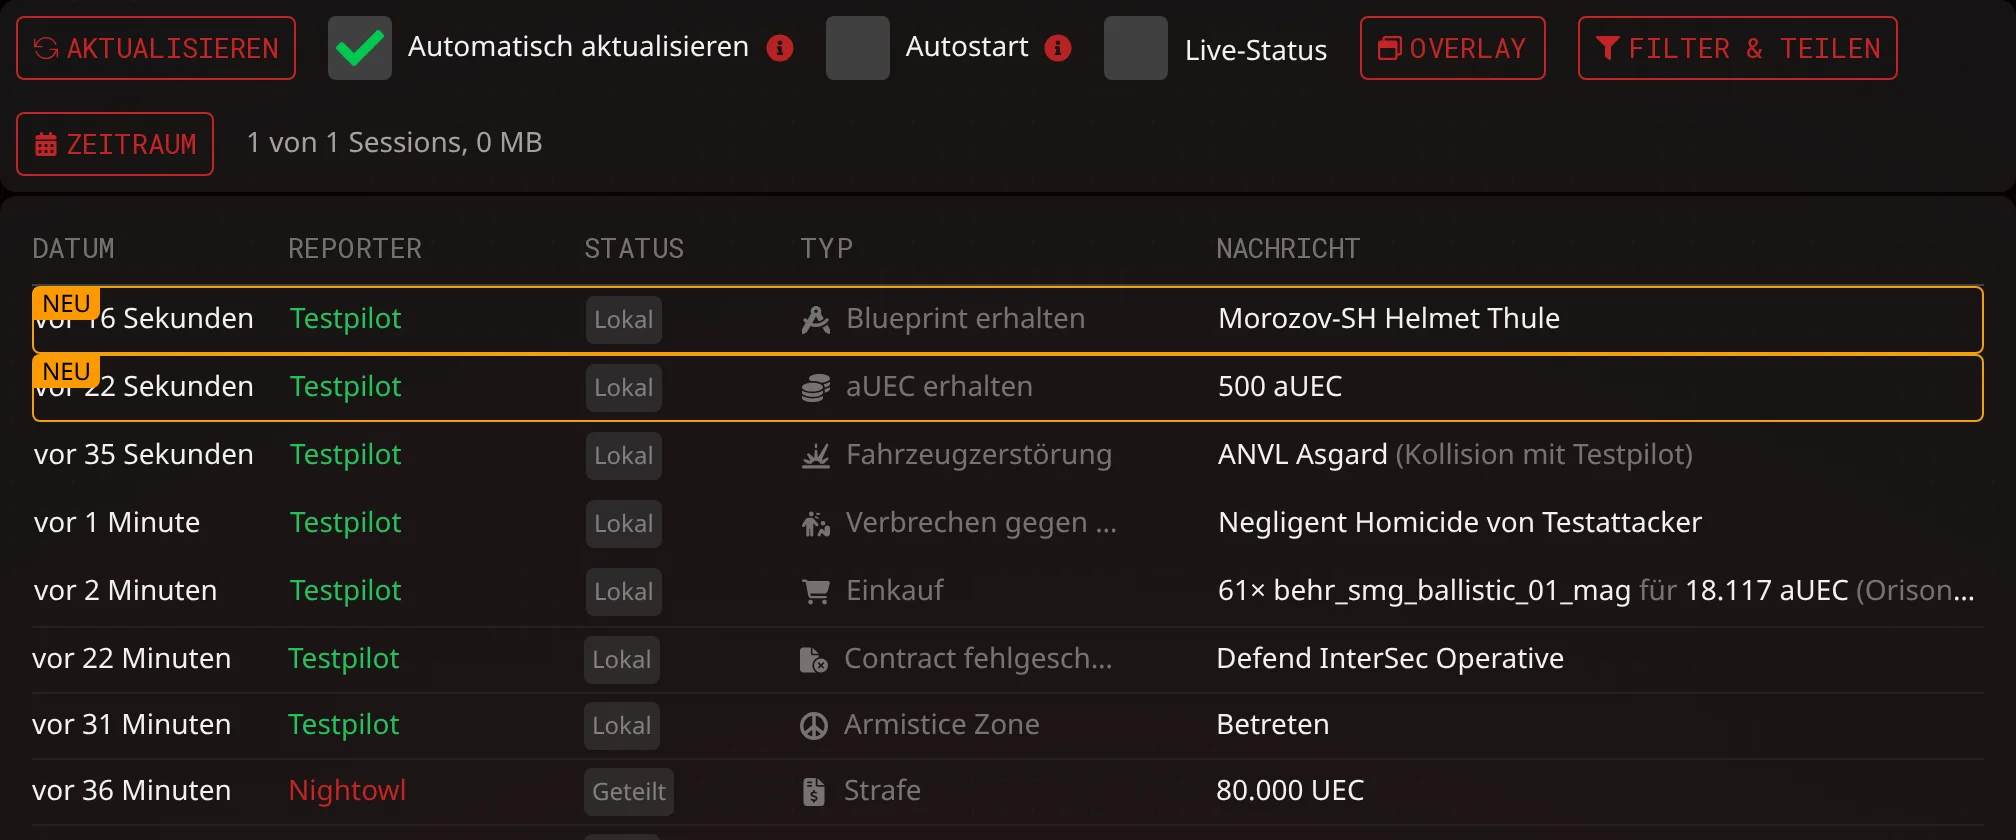 AKTUALISIEREN Automatisch aktualisieren Autostart Live-Status OVERLAY FILTER & TEILEN
ZEITRAUM 1 von 1 Sessions, 0 MB
DATUM REPORTER STATUS TYP NACHRICHT
NEU
vor 16 Sekunden Testpilot Lokal Blueprint erhalten Morozov-SH Helmet Thule
NEU
vor 22 Sekunden Testpilot Lokal aUEC erhalten 500 aUEC
vor 35 Sekunden Testpilot Lokal Fahrzeugzerstörung ANVL Asgard (Kollision mit Testpilot)
vor 1 Minute Testpilot Lokal Verbrechen gegen ... Negligent Homicide von Testattacker
vor 2 Minuten Testpilot Lokal Einkauf 61× behr_smg_ballistic_01_mag für 18.117 aUEC (Orison...
vor 22 Minuten Testpilot Lokal Contract fehlgesch... Defend InterSec Operative
vor 31 Minuten Testpilot Lokal Armistice Zone Betreten
vor 36 Minuten Nightowl Geteilt Strafe 80.000 UEC